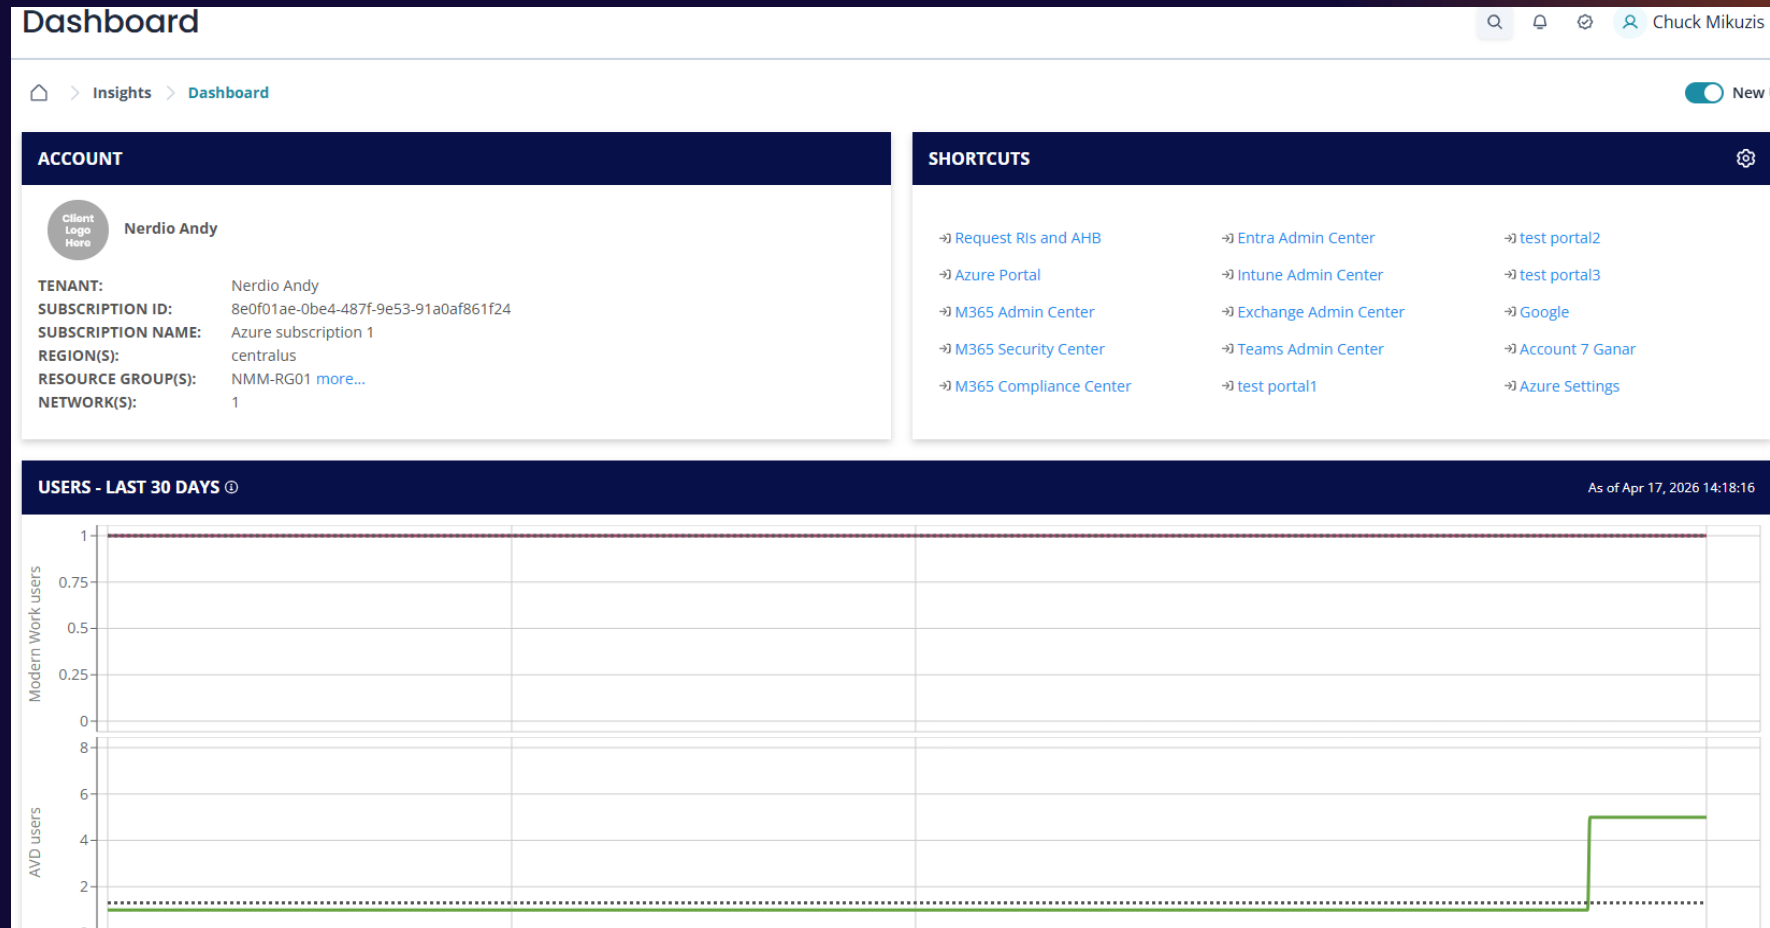 Dashboard
Chuck Mikuzis
Insights
Dashboard
New
ACCOUNT
Client
Logo
Here
Nerdio Andy
TENANT: Nerdio Andy
SUBSCRIPTION ID: 8e0f01ae-0be4-487f-9e53-91a0af861f24
SUBSCRIPTION NAME: Azure subscription 1
REGION(S): centralus
RESOURCE GROUP(S): NMM-RG01 more...
NETWORK(S): 1
SHORTCUTS
Request RIs and AHB
Azure Portal
M365 Admin Center
M365 Security Center
M365 Compliance Center
Entra Admin Center
Intune Admin Center
Exchange Admin Center
Teams Admin Center
test portal1
test portal2
test portal3
Google
Account 7 Ganar
Azure Settings
USERS - LAST 30 DAYS
As of Apr 17, 2026 14:18:16
Modern Work users
1
0.75
0.5
0.25
0
AVD users
8
6
4
2